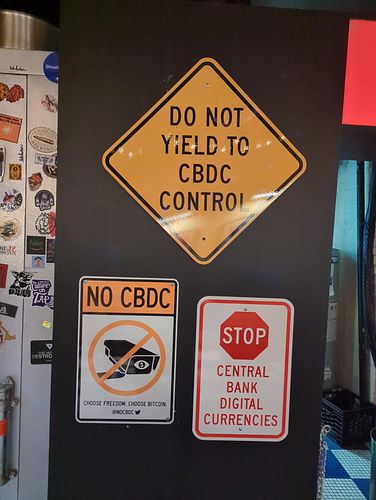 DO NOT
YIELD TO
CBDC
CONTROL
NO CBDC
CHOOSE FREEDOM. CHOOSE BITCOIN.
@NOCBDC
STOP
CENTRAL
BANK
DIGITAL
CURRENCIES